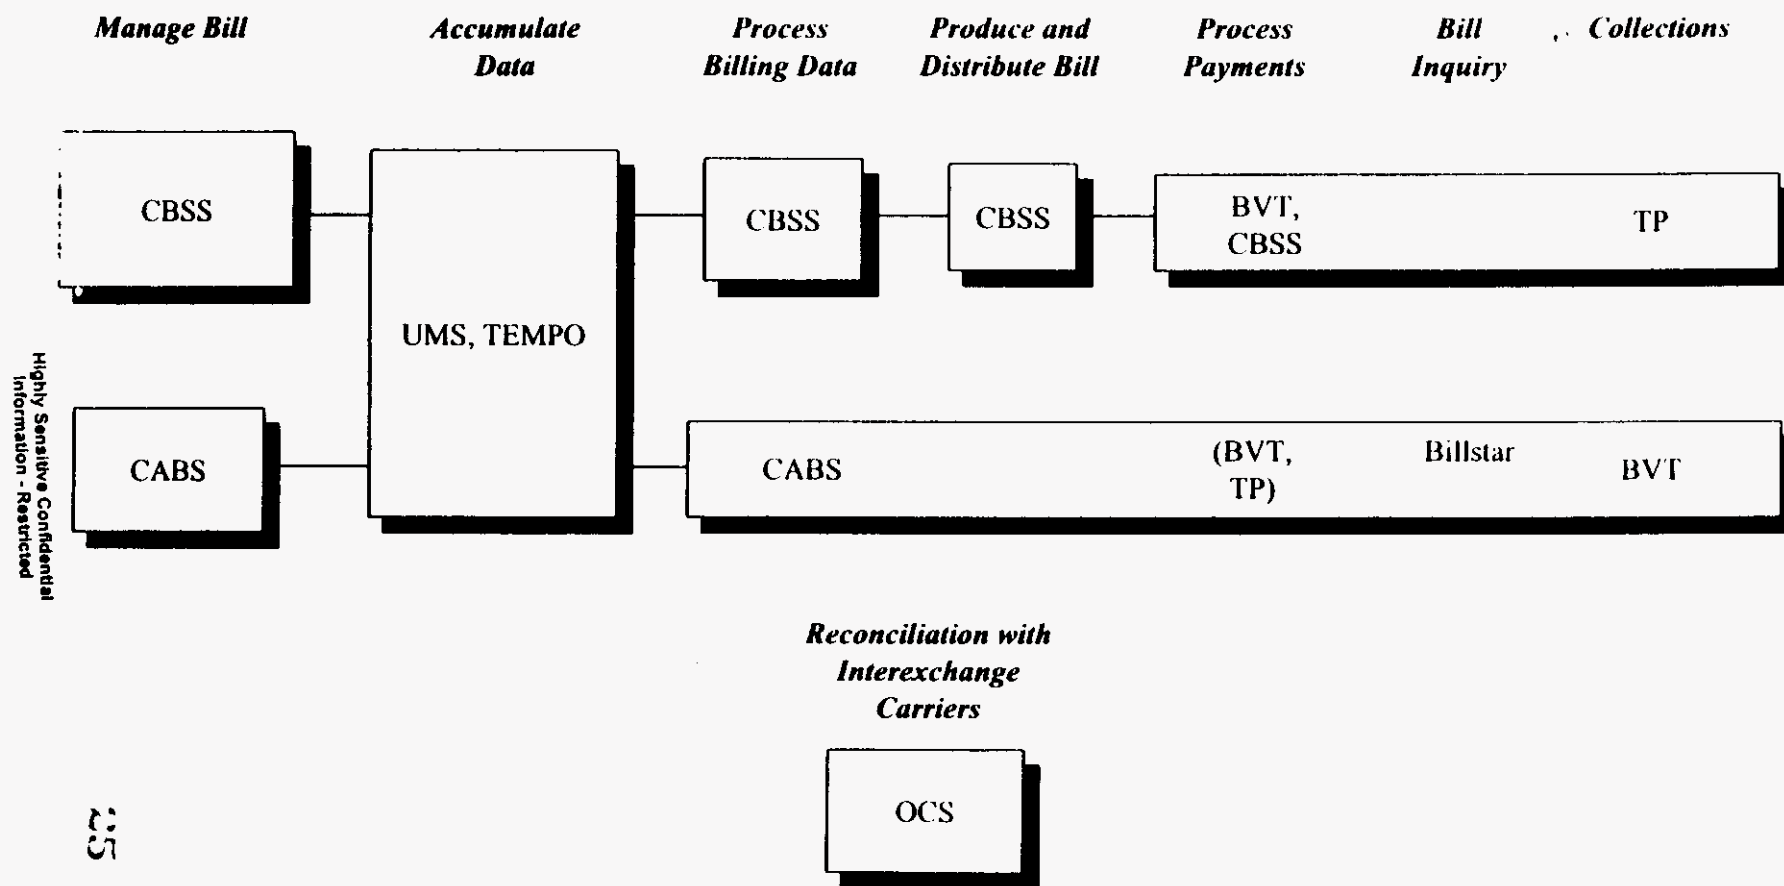 Manage Bill
Accumulate
Data
Process
Billing Data
Produce and
Distribute Bill
Process
Payments
Bill
Inquiry
Collections
CBSS
UMS, TEMPO
CBSS
CBSS
BVT,
CBSS
TP
CABS
CABS
(BVT,
TP)
Billstar
BVT
Reconciliation with
Interexchange
Carriers
OCS
Highly Sensitive Confidential
Information - Restricted
25